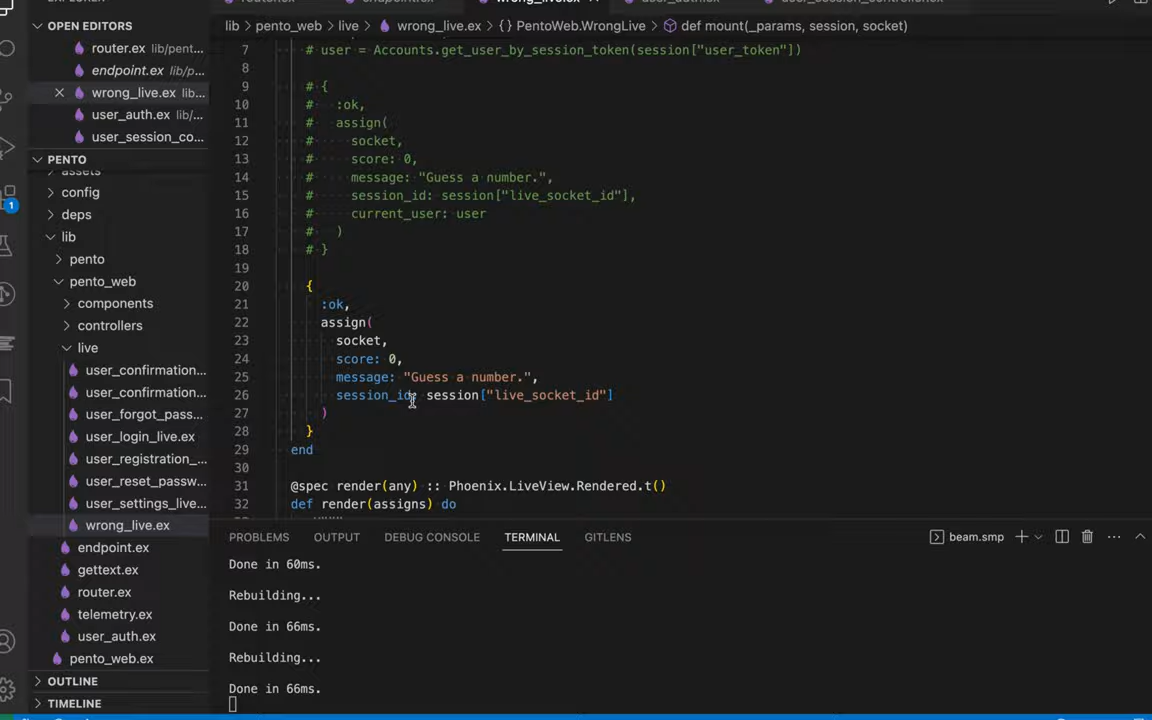 OPEN EDITORS
router.ex lib/pent...
endpoint.ex lib/p...
wrong_live.ex lib...
user_auth.ex lib/...
user_session_co...
PENTO
assets
config
deps
lib
pento
pento_web
components
controllers
live
user_confirmation...
user_confirmation...
user_forgot_pass...
user_login_live.ex
user_registration_...
user_reset_passw...
user_settings_live...
wrong_live.ex
endpoint.ex
gettext.ex
router.ex
telemetry.ex
user_auth.ex
pento_web.ex
OUTLINE
TIMELINE
1
lib > pento_web > live > wrong_live.ex > { } PentoWeb.WrongLive > def mount(_params, session, socket)
7 # user = Accounts.get_user_by_session_token(session["user_token"])
8
9 # {
10 # :ok,
11 # assign(
12 # socket,
13 # score: 0,
14 # message: "Guess a number.",
15 # session_id: session["live_socket_id"],
16 # current_user: user
17 # )
18 # }
19
20 {
21 :ok,
22 assign(
23 socket,
24 score: 0,
25 message: "Guess a number.",
26 session_id: session["live_socket_id"]
27 )
28 }
29 end
30
31 @spec render(any) :: Phoenix.LiveView.Rendered.t()
32 def render(assigns) do
PROBLEMS OUTPUT DEBUG CONSOLE TERMINAL GITLENS beam.smp
Done in 60ms.
Rebuilding...
Done in 66ms.
Rebuilding...
Done in 66ms.